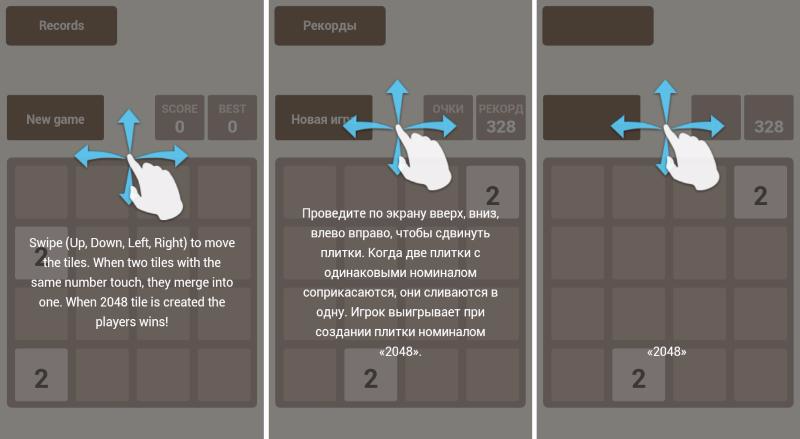 Records
New game
SCORE
0
BEST
0
2
Swipe (Up, Down, Left, Right) to move
the tiles. When two tiles with the
same number touch, they merge into
one. When 2048 tile is created the
players wins!
2
Рекорды
Новая игра
ОЧКИ
РЕКОРД
328
2
Проведите по экрану вверх, вниз,
влево вправо, чтобы сдвинуть
плитки. Когда две плитки с
одинаковыми номиналом
соприкасаются, они сливаются в
одну. Игрок выигрывает при
создании плитки номиналом
«2048».
2
328
2
«2048»
2